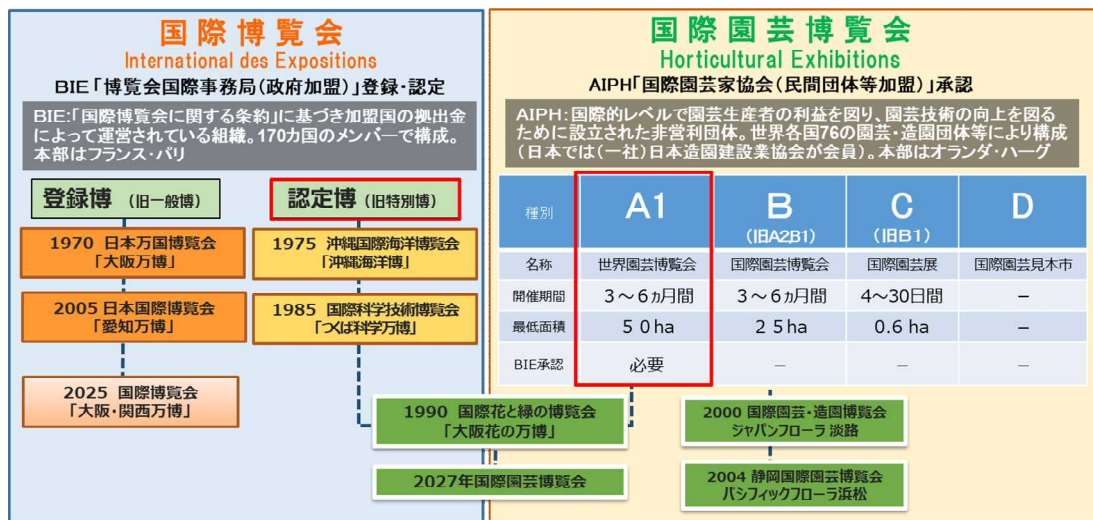 国際博覧会
International des Expositions
BIE「博覧会国際事務局（政府加盟）」登録・認定
BIE:「国際博覧会に関する条約」に基づき加盟国の拠出金
によって運営されている組織。170カ国のメンバーで構成。
本部はフランス・パリ
登録博 （旧一般博）
認定博 （旧特別博）
1970 日本万国博覧会
「大阪万博」
1975 沖縄国際海洋博覧会
「沖縄海洋博」
2005 日本国際博覧会
「愛知万博」
1985 国際科学技術博覧会
「つくば科学万博」
2025 国際博覧会
「大阪・関西万博」
国際園芸博覧会
Horticultural Exhibitions
AIPH「国際園芸家協会（民間団体等加盟）」承認
AIPH：国際的レベルで園芸生産者の利益を図り、園芸技術の向上を図る
ために設立された非営利団体。世界各国76の園芸・造園団体等により構成
（日本では（一社）日本造園建設業協会が会員）。本部はオランダ・ハーグ
種別 A1 B （旧A2,B1） C （旧B1） D
名称 世界園芸博覧会 国際園芸博覧会 国際園芸展 国際園芸見本市
開催期間 3～6ヵ月間 3～6ヵ月間 4～30日間 －
最低面積 50ha 25ha 0.6 ha －
BIE承認 必要 － － －
1990 国際花と緑の博覧会
「大阪花の万博」
2027年国際園芸博覧会
2000 国際園芸・造園博覧会
ジャパンフローラ 淡路
2004 静岡国際園芸博覧会
パシフィックフローラ浜松